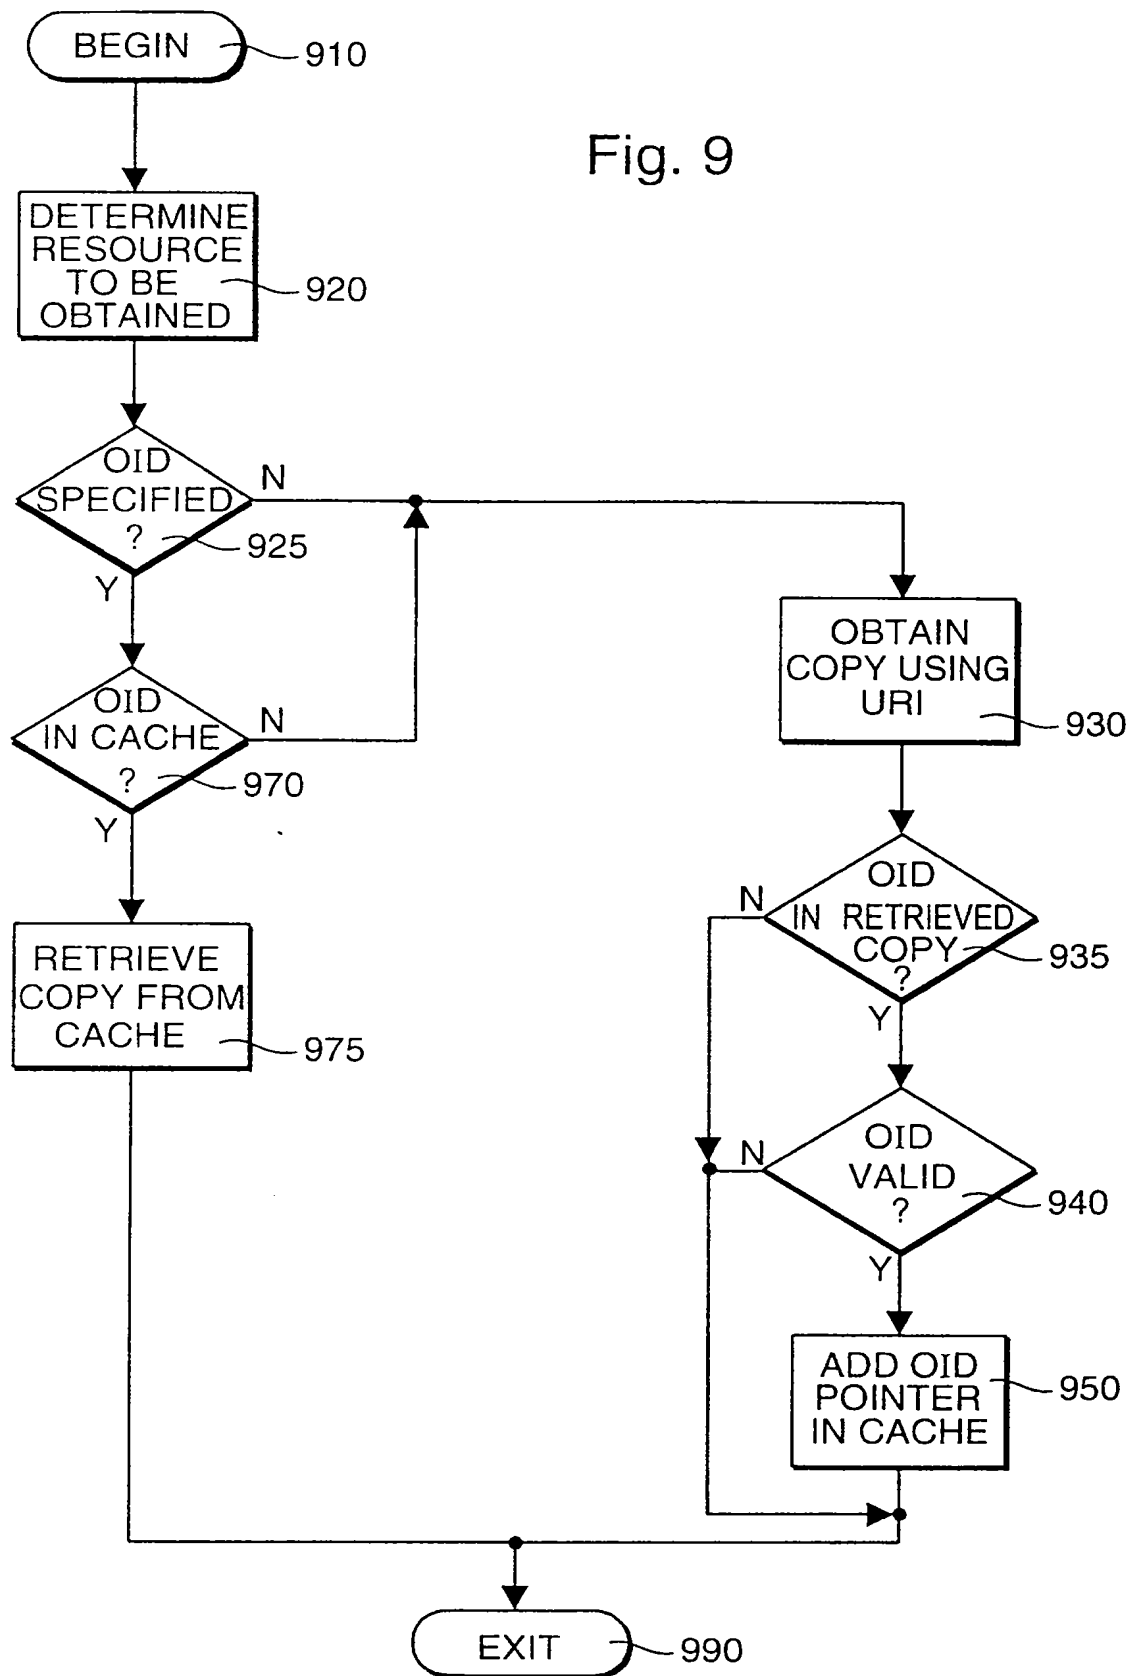 BEGIN
910
Fig. 9
DETERMINE
RESOURCE
TO BE
OBTAINED
920
OID
SPECIFIED
?
925
N
Y
OID
IN CACHE
?
970
N
Y
RETRIEVE
COPY FROM
CACHE
975
OBTAIN
COPY USING
URI
930
OID
IN RETRIEVED
COPY
?
935
N
Y
OID
VALID
?
940
N
Y
ADD OID
POINTER
IN CACHE
950
EXIT
990